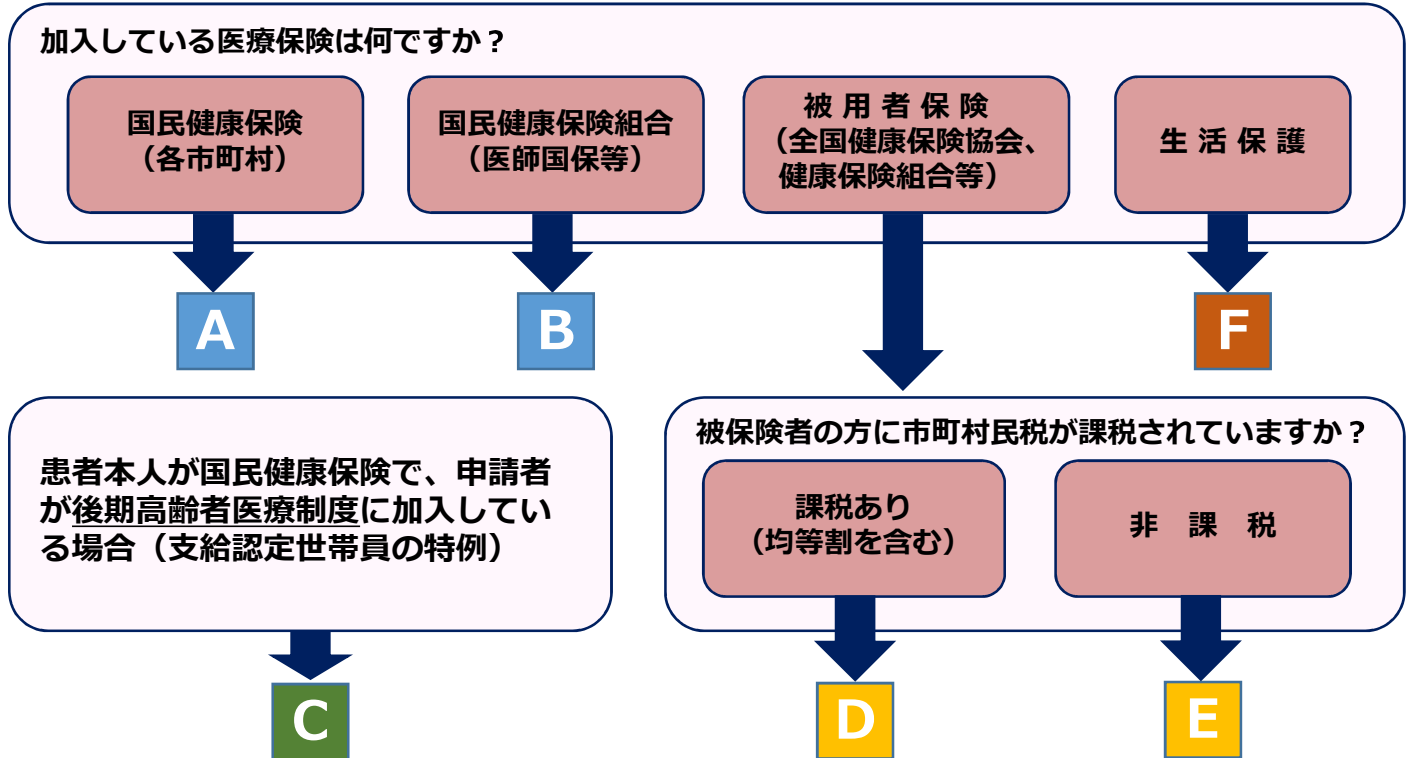 加入している医療保険は何ですか？
国民健康保険
（各市町村）
国民健康保険組合
（医師国保等）
被 用 者 保 険
（全国健康保険協会、
健康保険組合等）
生 活 保 護
A
B
F
患者本人が国民健康保険で、申請者
が後期高齢者医療制度に加入してい
る場合（支給認定世帯員の特例）
被保険者の方に市町村民税が課税されていますか？
課税あり
（均等割を含む）
非　課　税
C
D
E